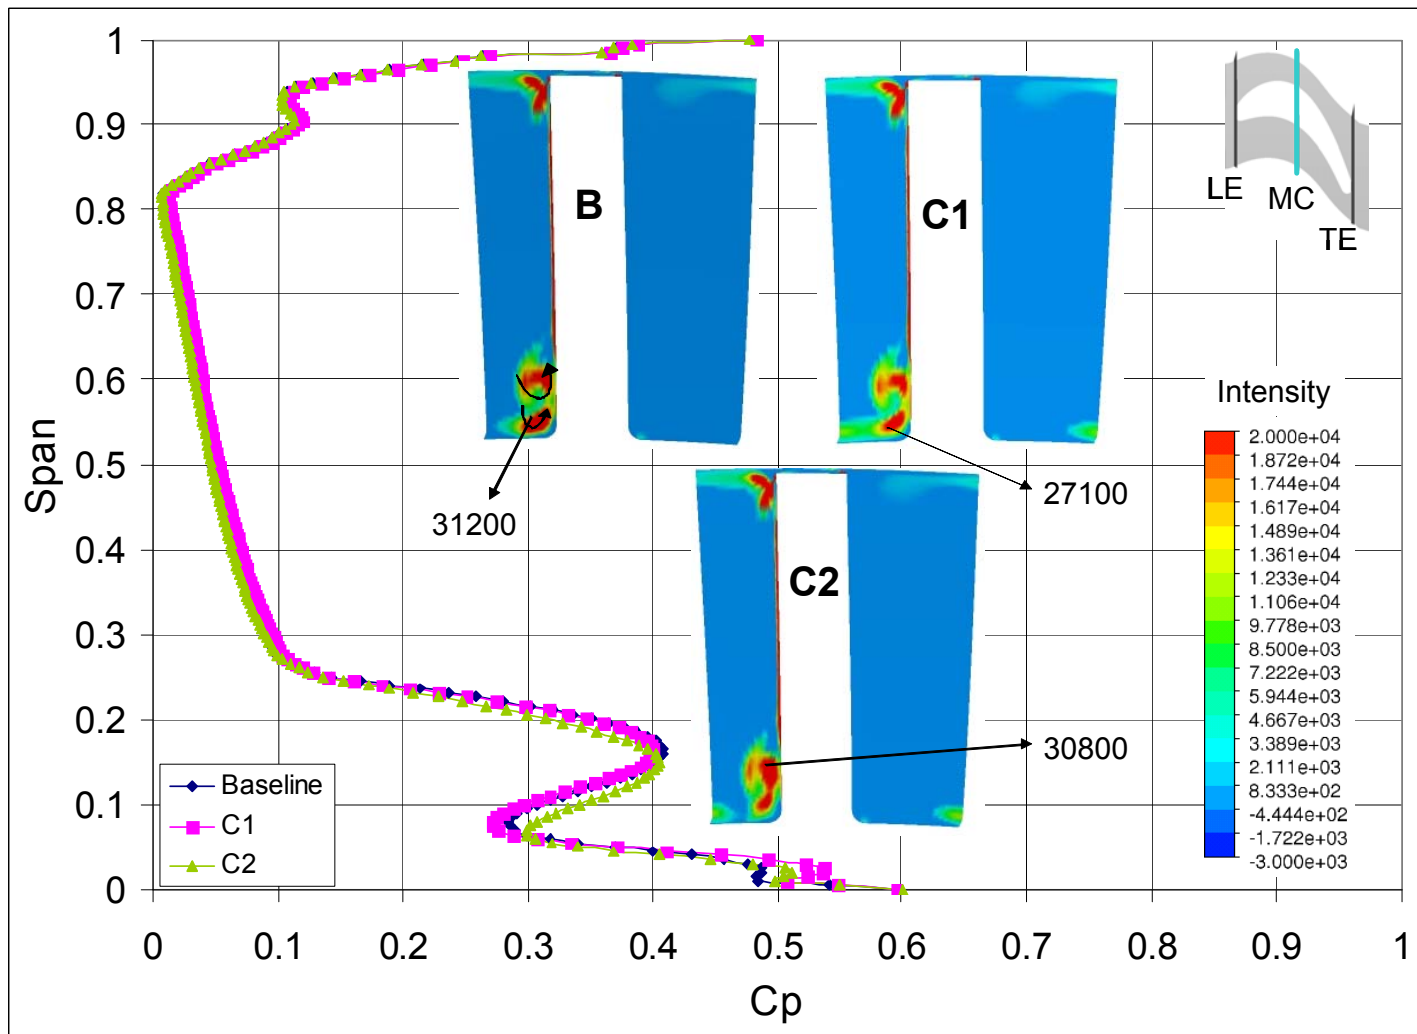 1
0.9
0.8
0.7
0.6
0.5
0.4
0.3
0.2
0.1
0
Span
B
C1
C2
LE
MC
TE
31200
27100
30800
Intensity
2.000e+04
1.872e+04
1.744e+04
1.617e+04
1.489e+04
1.361e+04
1.233e+04
1.106e+04
9.778e+03
8.500e+03
7.222e+03
5.944e+03
4.667e+03
3.389e+03
2.111e+03
8.333e+02
-4.444e+02
-1.722e+03
-3.000e+03
Baseline
C1
C2
0 0.1 0.2 0.3 0.4 0.5 0.6 0.7 0.8 0.9 1
Cp